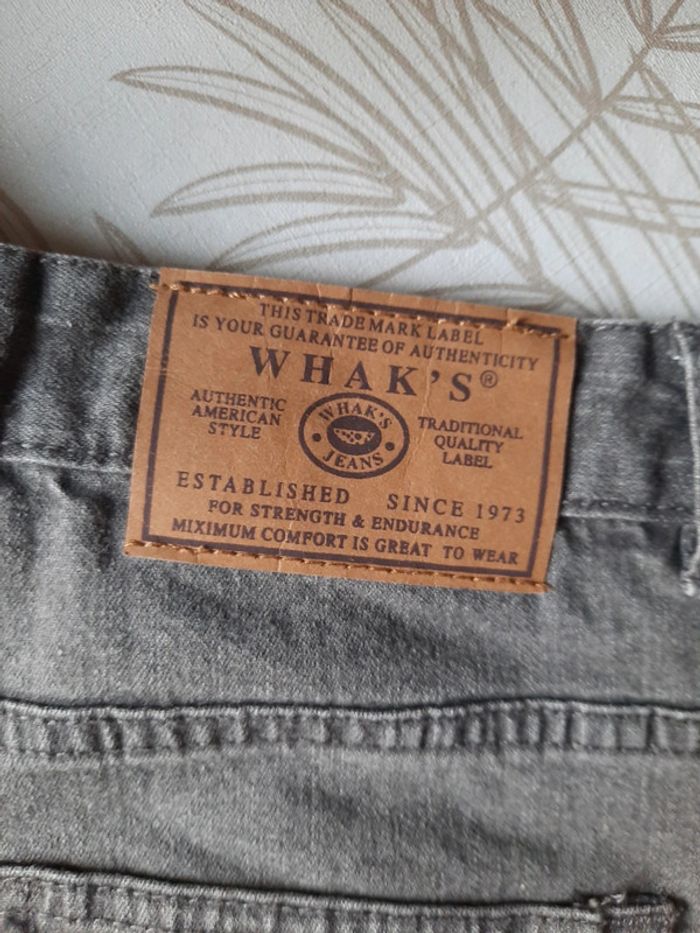 THIS TRADE MARK LABEL
IS YOUR GUARANTEE OF AUTHENTICITY
WHAK'S®
AUTHENTIC
AMERICAN
STYLE
WHAK'S
JEANS
TRADITIONAL
QUALITY
LABEL
ESTABLISHED SINCE 1973
FOR STRENGTH & ENDURANCE
MIXIMUM COMFORT IS GREAT TO WEAR